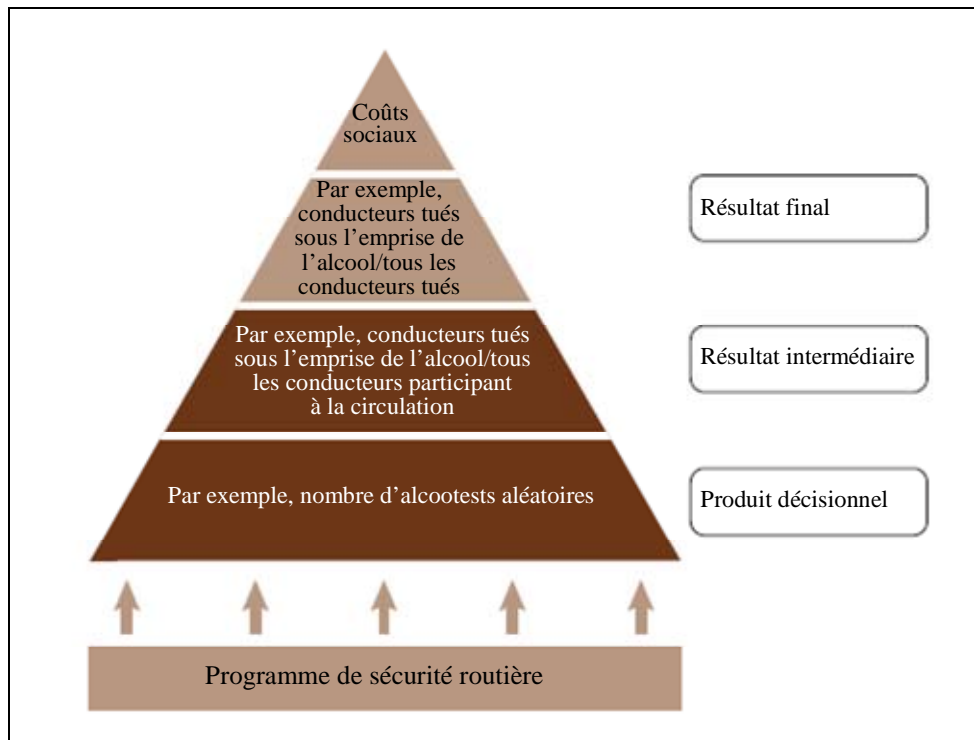 Coûts
sociaux
Par exemple,
conducteurs tués
sous l’emprise de
l’alcool/tous les
conducteurs tués
Résultat final
Par exemple, conducteurs tués
sous l’emprise de l’alcool/tous
les conducteurs participant
à la circulation
Résultat intermédiaire
Par exemple, nombre d’alcootests aléatoires
Produit décisionnel
Programme de sécurité routière